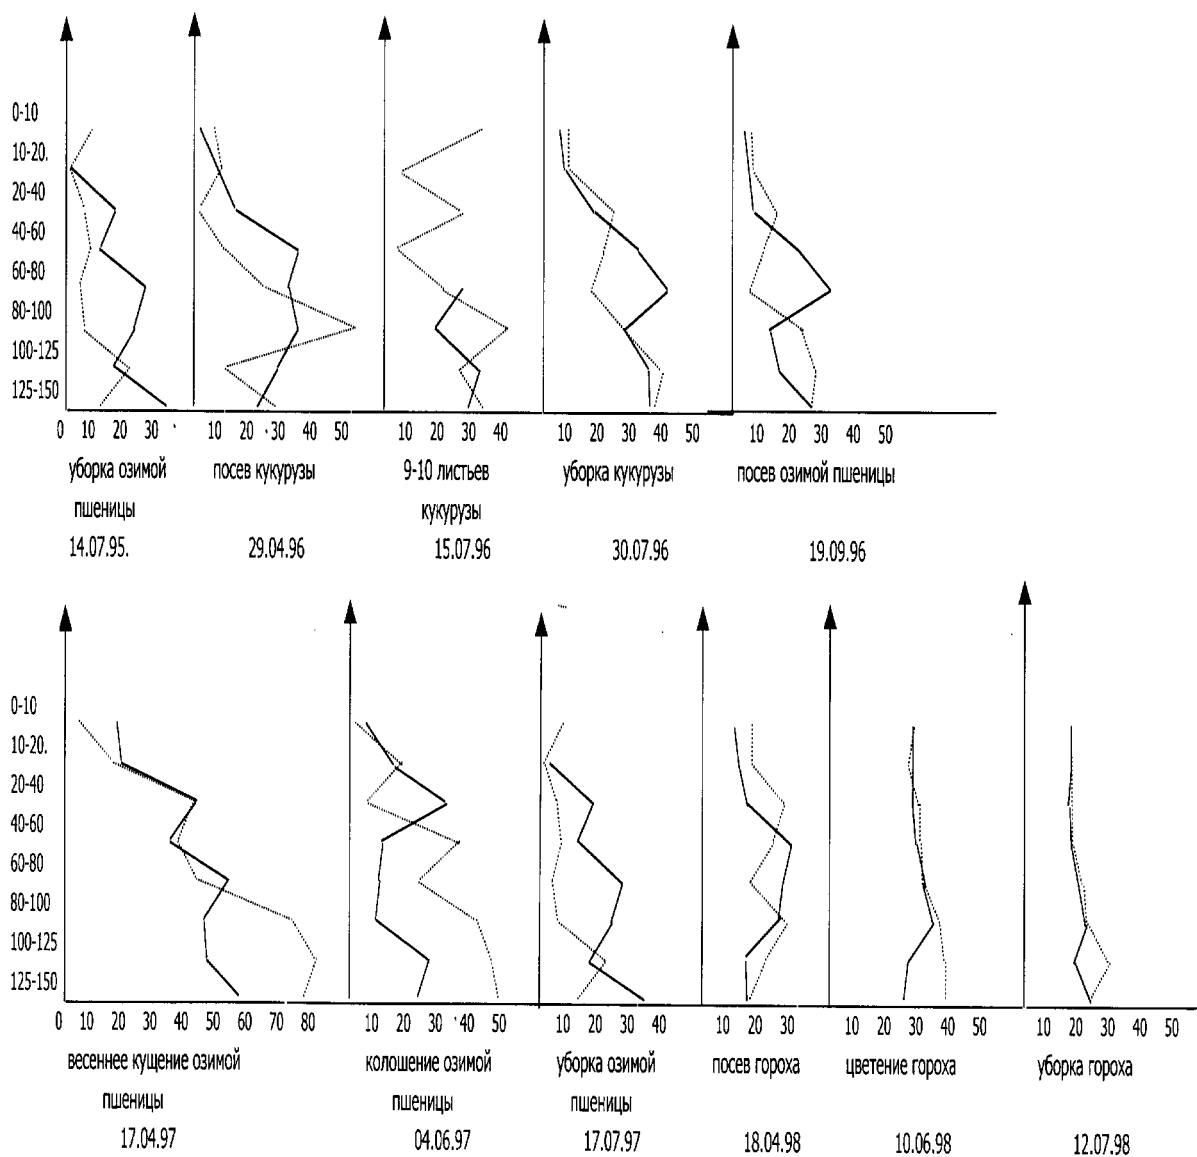 0-10
10-20.
20-40
40-60
60-80
80-100
100-125
125-150
0 10 20 30 10 20 30 40 50 10 20 30 40 10 20 30 40 50 10 20 30 40 50
уборка озимой посев кукурузы 9-10 листьев уборка кукурузы посев озимой пшеницы
пшеницы кукурузы
14.07.95. 29.04.96 15.07.96 30.07.96 19.09.96
0-10
10-20.
20-40
40-60
60-80
80-100
100-125
125-150
0 10 20 30 40 50 60 70 80 10 20 30 40 50 10 20 30 40 10 20 30 10 20 30 40 50 10 20 30 40 50
весеннее кущение озимой колошение озимой уборка озимой посев гороха цветение гороха уборка гороха
пшеницы пшеницы пшеницы
17.04.97 04.06.97 17.07.97 18.04.98 10.06.98 12.07.98